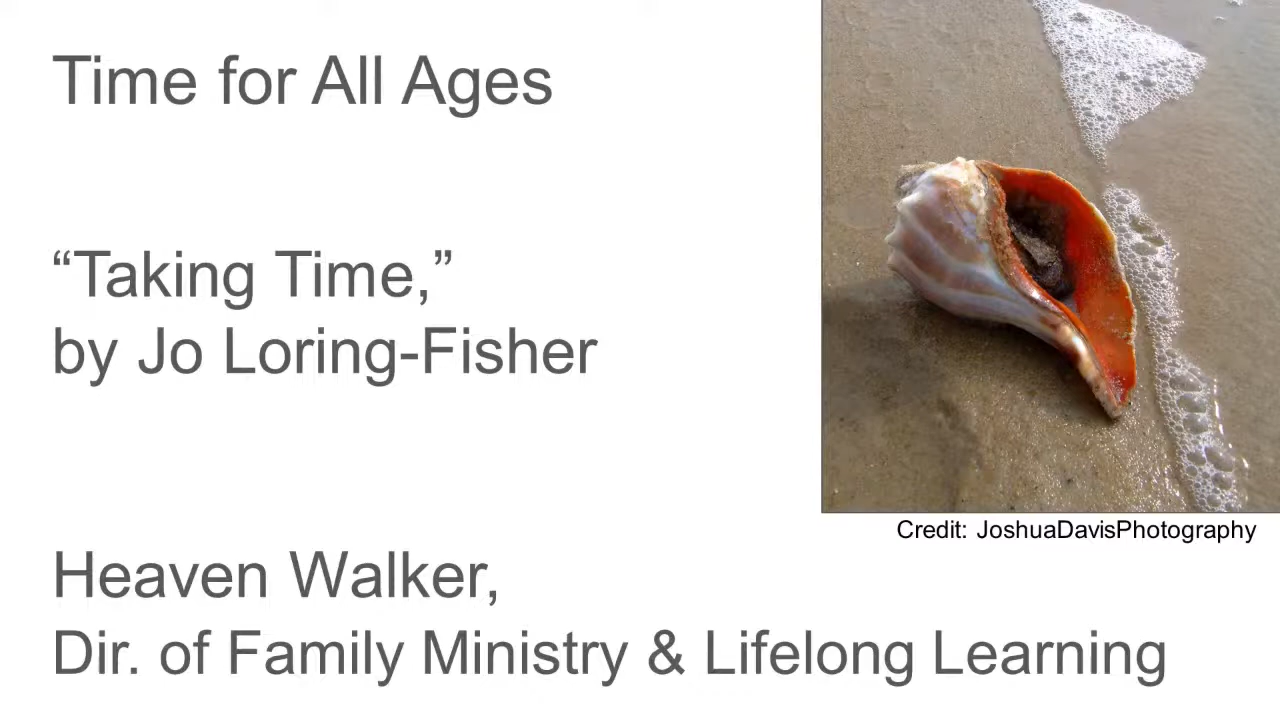 Time for All Ages
“Taking Time,”
by Jo Loring-Fisher
Credit: JoshuaDavisPhotography
Heaven Walker,
Dir. of Family Ministry & Lifelong Learning